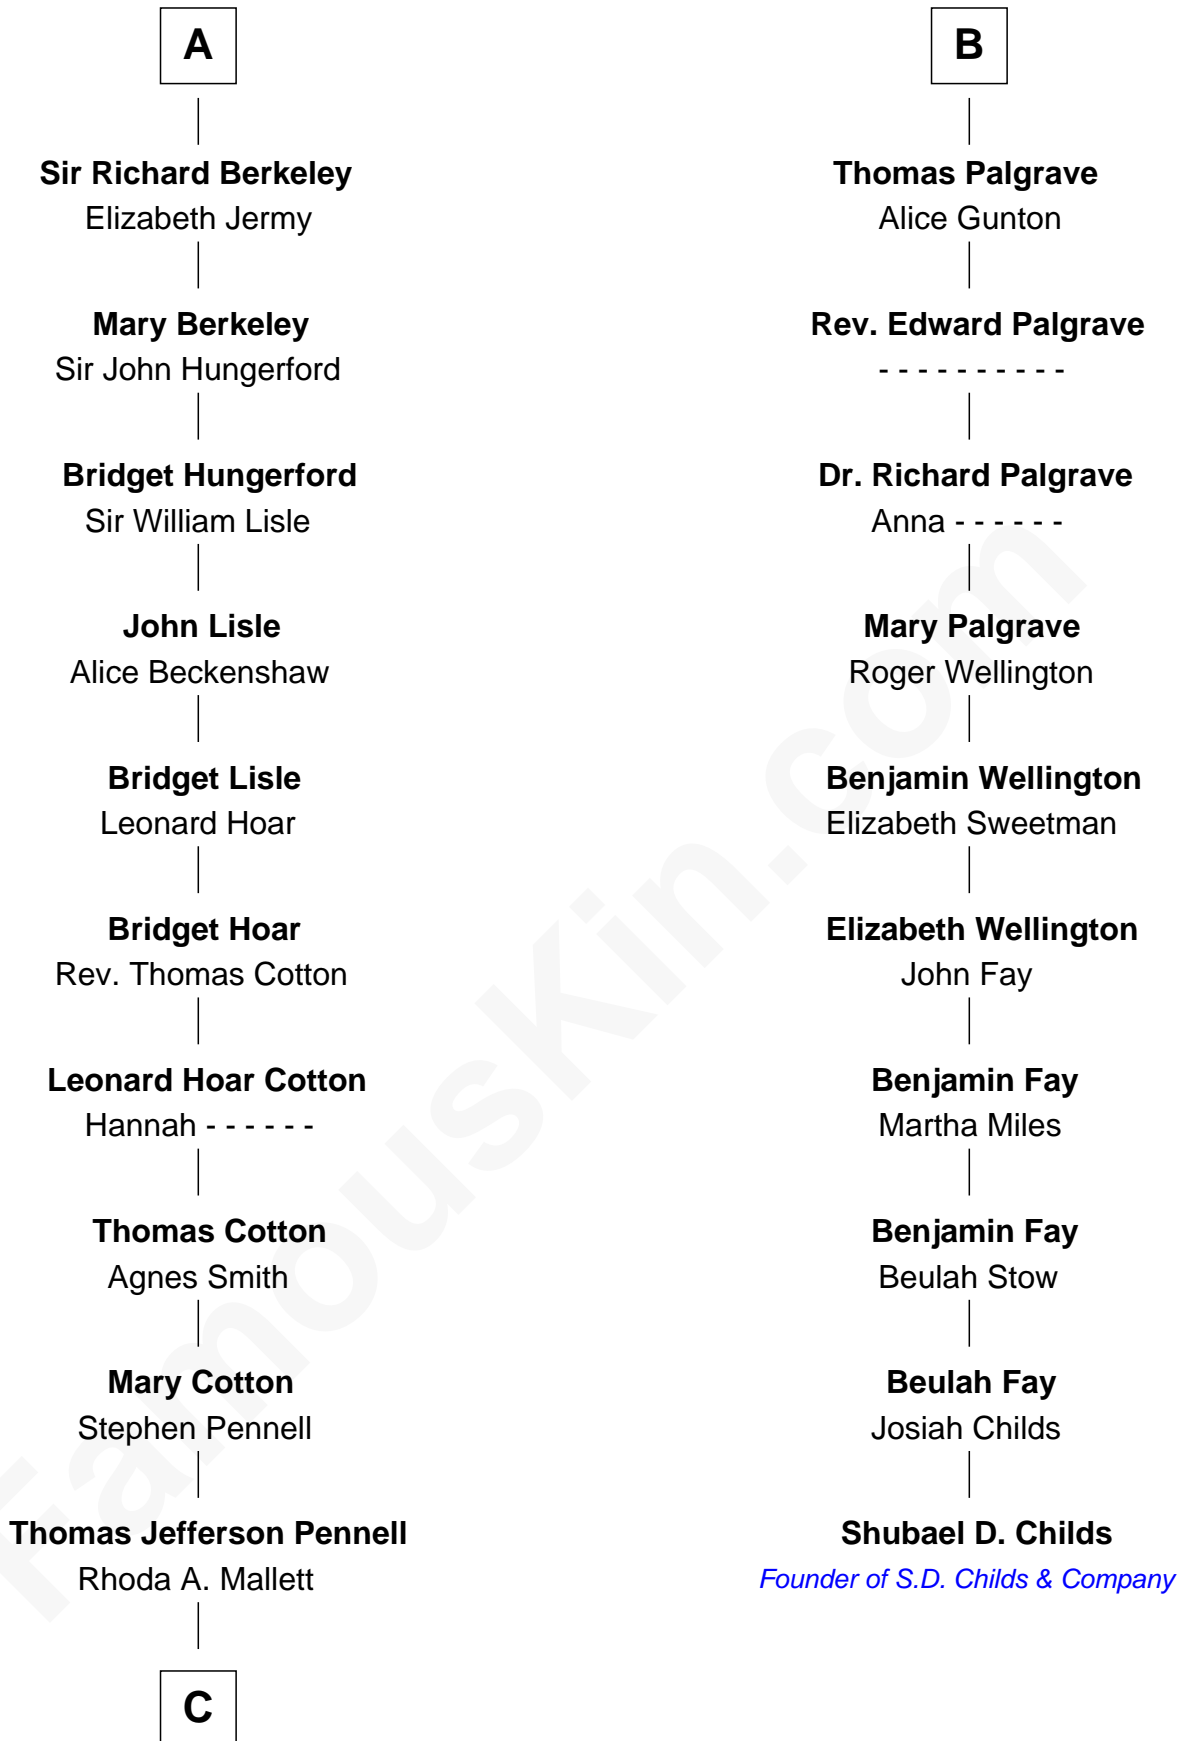 A
Sir Richard Berkeley
Elizabeth Jermy
Mary Berkeley
Sir John Hungerford
Bridget Hungerford
Sir William Lisle
John Lisle
Alice Beckenshaw
Bridget Lisle
Leonard Hoar
Bridget Hoar
Rev. Thomas Cotton
Leonard Hoar Cotton
Hannah - - - - - -
Thomas Cotton
Agnes Smith
Mary Cotton
Stephen Pennell
Thomas Jefferson Pennell
Rhoda A. Mallett
C
B
Thomas Palgrave
Alice Gunton
Rev. Edward Palgrave
- - - - - - - - - -
Dr. Richard Palgrave
Anna - - - - - -
Mary Palgrave
Roger Wellington
Benjamin Wellington
Elizabeth Sweetman
Elizabeth Wellington
John Fay
Benjamin Fay
Martha Miles
Benjamin Fay
Beulah Stow
Beulah Fay
Josiah Childs
Shubael D. Childs
Founder of S.D. Childs & Company
FamousKin.com